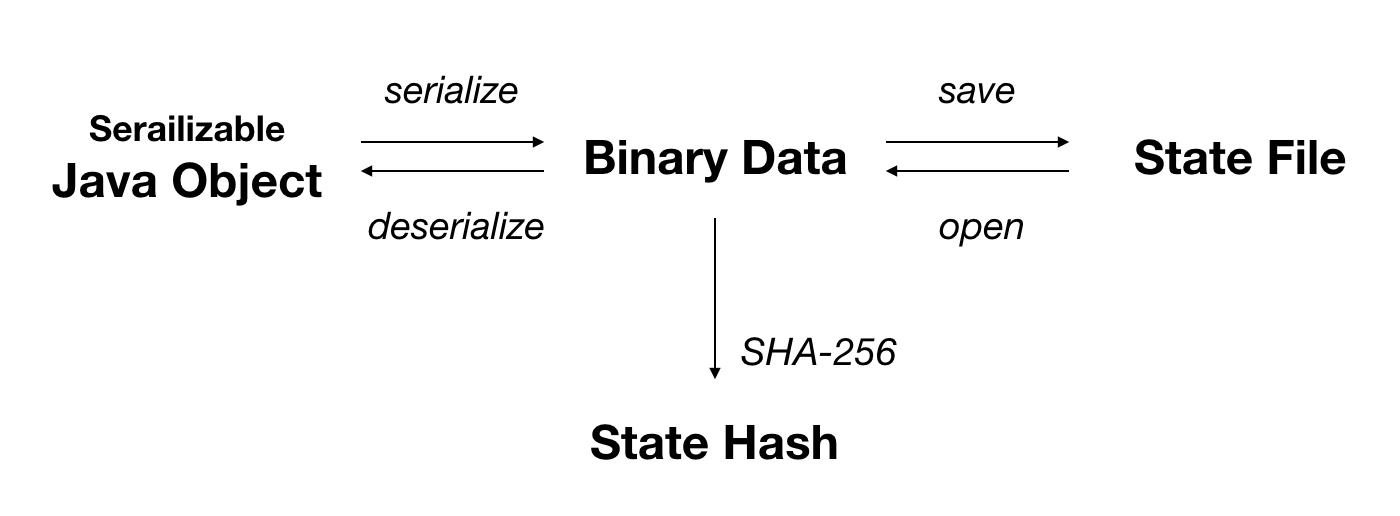 serialize
save
Serailizable
Java Object
Binary Data
State File
deserialize
open
SHA-256
State Hash